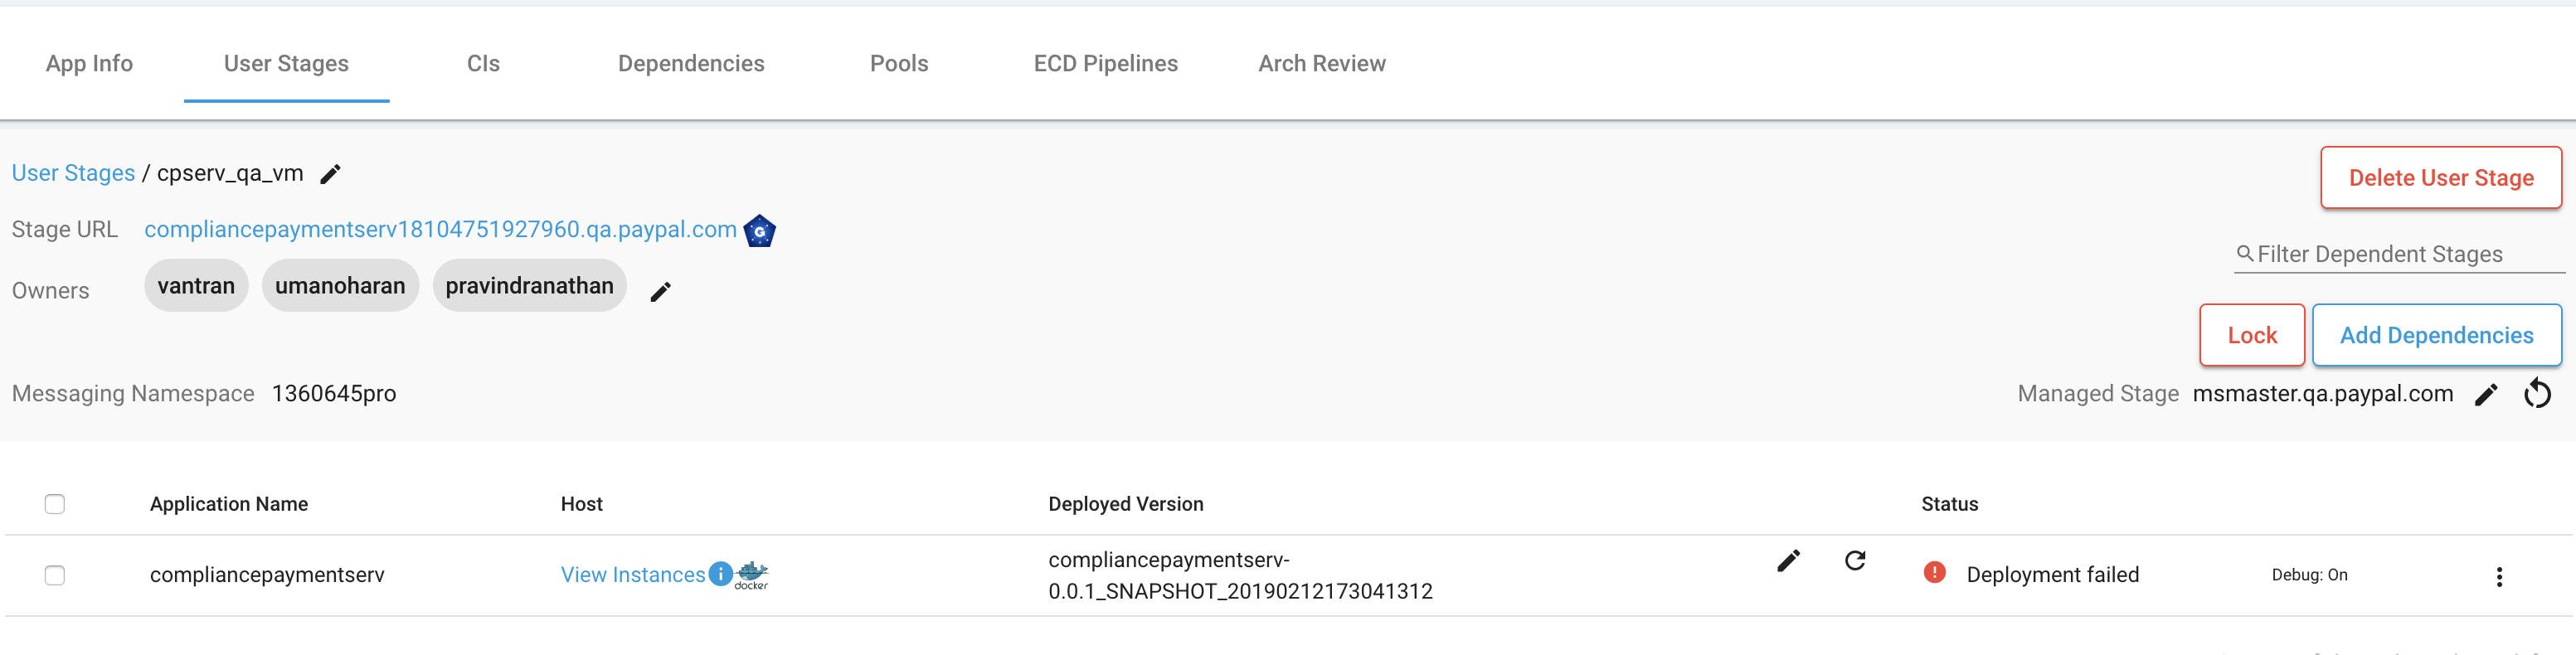 App Info User Stages CIs Dependencies Pools ECD Pipelines Arch Review
User Stages / cpserv_qa_vm
Delete User Stage
Stage URL compliancepaymentserv18104751927960.qa.paypal.com G
Filter Dependent Stages
Owners vantran umanoharan pravindranathan
Lock Add Dependencies
Messaging Namespace 1360645pro
Managed Stage msmaster.qa.paypal.com
Application Name Host Deployed Version Status
compliancepaymentserv View Instances i docker compliancepaymentserv-
0.0.1_SNAPSHOT_20190212173041312
Deployment failed Debug: On